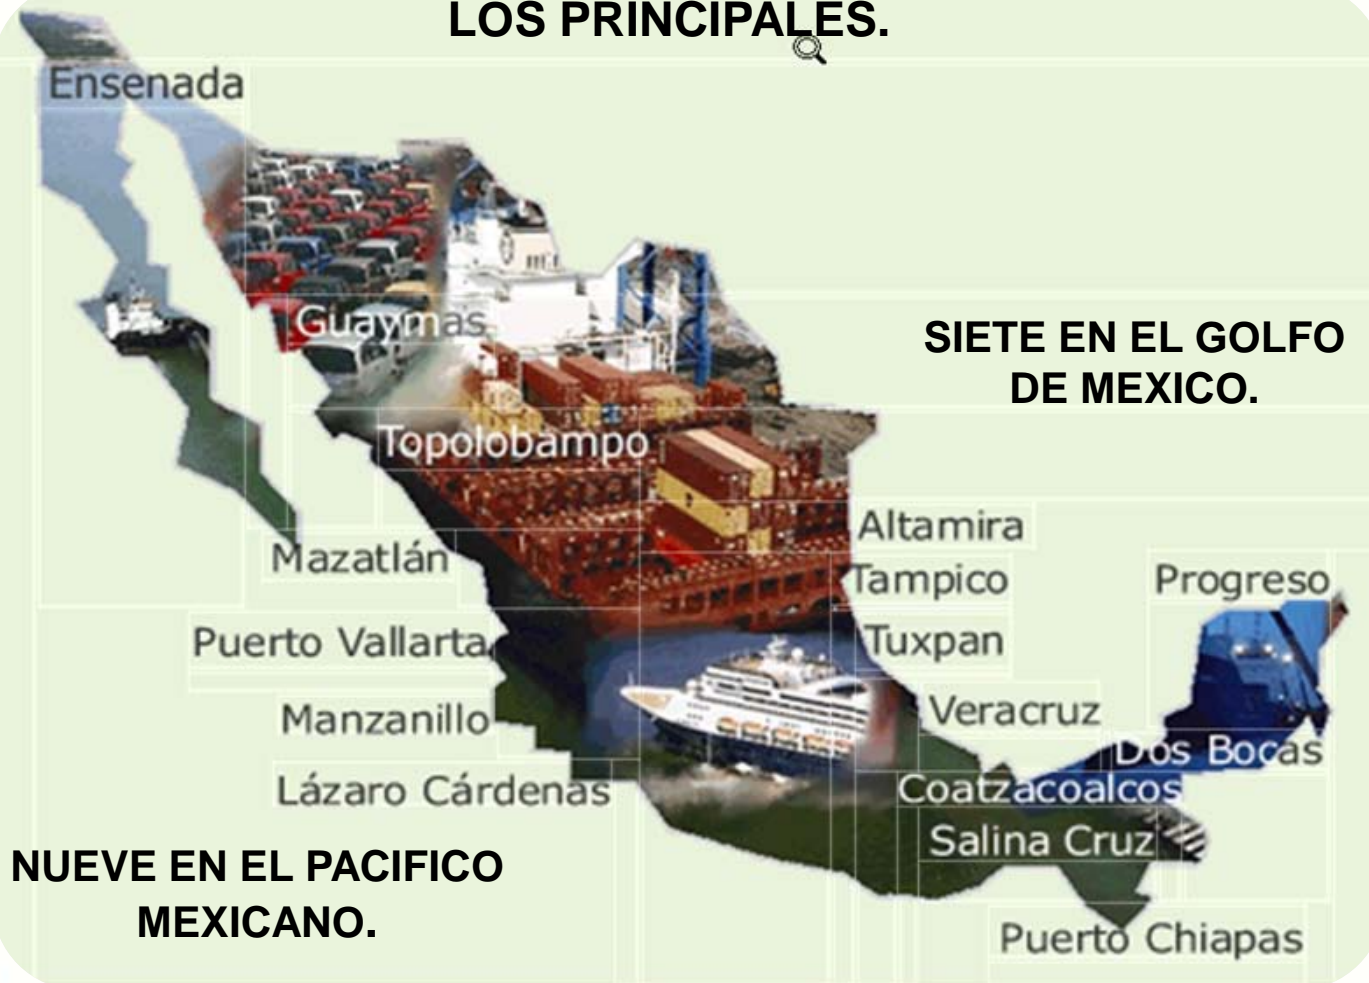 LOS PRINCIPALES.
Ensenada
Guaymas
SIETE EN EL GOLFO
DE MEXICO.
Topolobampo
Altamira
Mazatlán
Tampico
Progreso
Puerto Vallarta
Tuxpan
Manzanillo
Veracruz
Dos Bocas
Lázaro Cárdenas
Coatzacoalcos
Salina Cruz
NUEVE EN EL PACIFICO
MEXICANO.
Puerto Chiapas